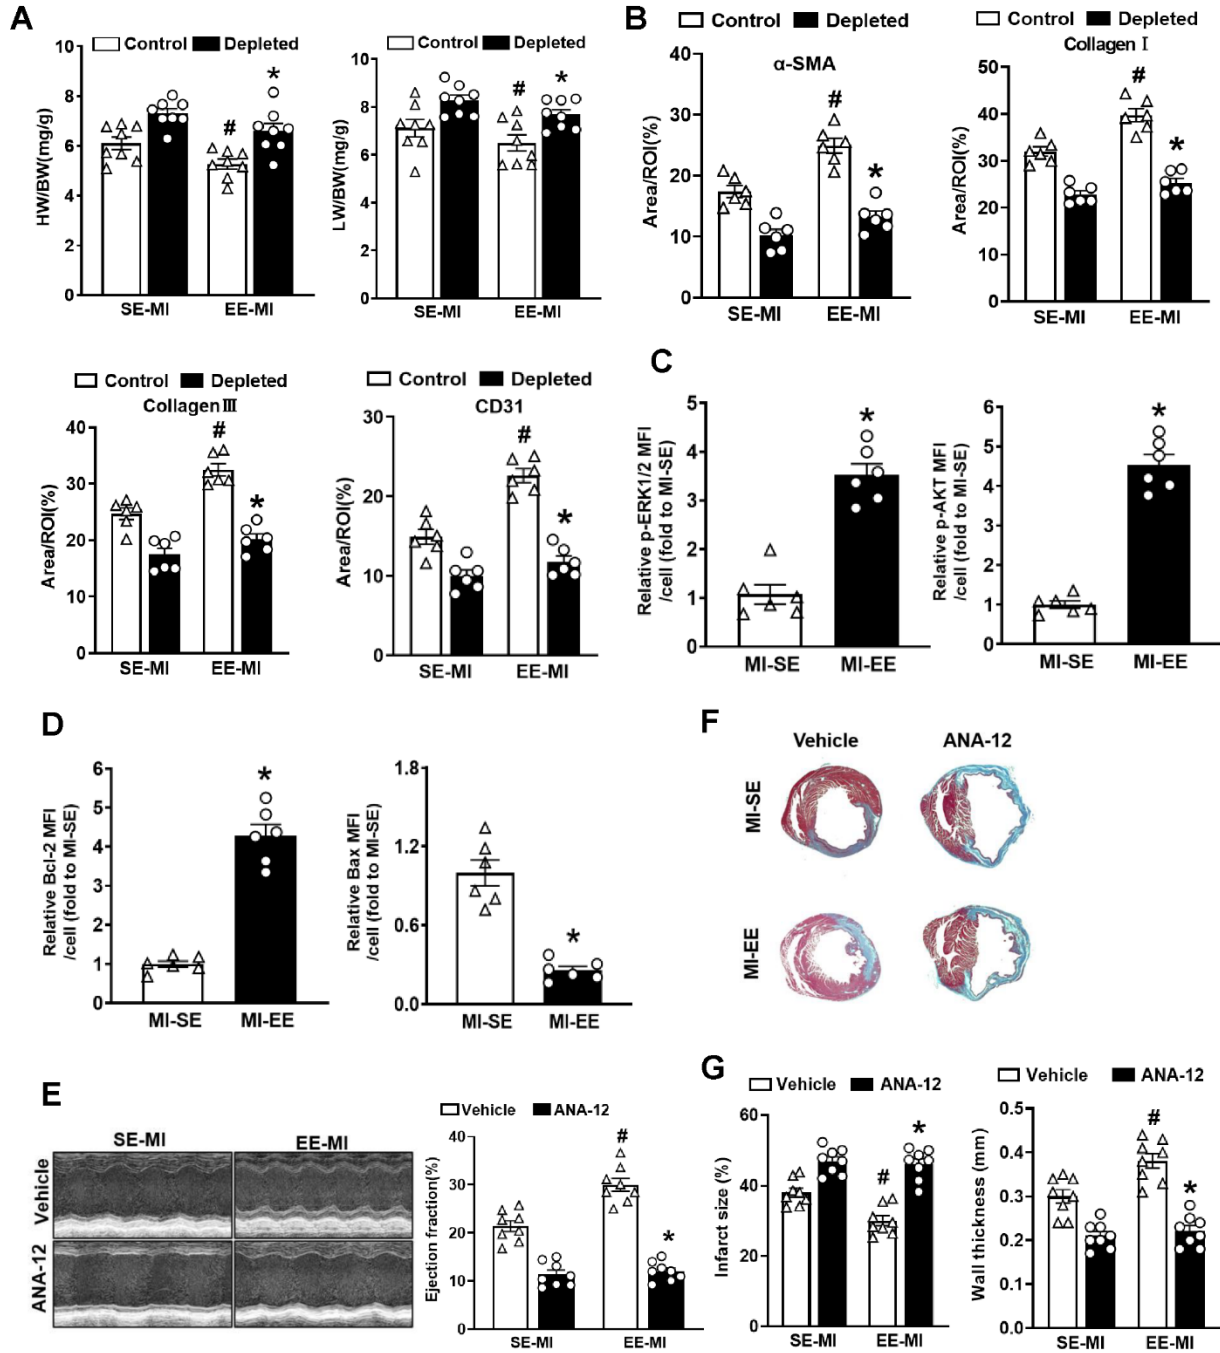 A
Control Depleted
HW/BW(mg/g)
10
8
6
4
2
0
*
#
SE-MI EE-MI
Control Depleted
LW/BW(mg/g)
10
8
6
4
2
0
#
*
SE-MI EE-MI
B
Control Depleted
α-SMA
Area/ROI(%)
40
30
20
10
0
#
*
SE-MI EE-MI
Control Depleted
Collagen Ⅰ
Area/ROI(%)
50
40
30
20
10
0
#
*
SE-MI EE-MI
Control Depleted
Collagen Ⅲ
Area/ROI(%)
40
30
20
10
0
#
*
SE-MI EE-MI
Control Depleted
CD31
Area/ROI(%)
30
20
10
0
#
*
SE-MI EE-MI
C
Relative p-ERK1/2 MFI
/cell (fold to MI-SE)
5
4
3
2
1
0
*
MI-SE MI-EE
Relative p-AKT MFI
/cell (fold to MI-SE)
6
5
4
3
2
1
0
*
MI-SE MI-EE
D
Relative Bcl-2 MFI
/cell (fold to MI-SE)
6
5
4
3
2
1
0
*
MI-SE MI-EE
Relative Bax MFI
/cell (fold to MI-SE)
1.8
1.2
0.6
0.0
*
MI-SE MI-EE
F
Vehicle ANA-12
MI-SE
MI-EE
E
SE-MI EE-MI
Vehicle
ANA-12
Vehicle ANA-12
Ejection fraction(%)
40
30
20
10
0
#
*
SE-MI EE-MI
G
Vehicle ANA-12
Infarct size (%)
60
40
20
0
#
*
SE-MI EE-MI
Vehicle ANA-12
Wall thickness (mm)
0.5
0.4
0.3
0.2
0.1
0.0
#
*
SE-MI EE-MI